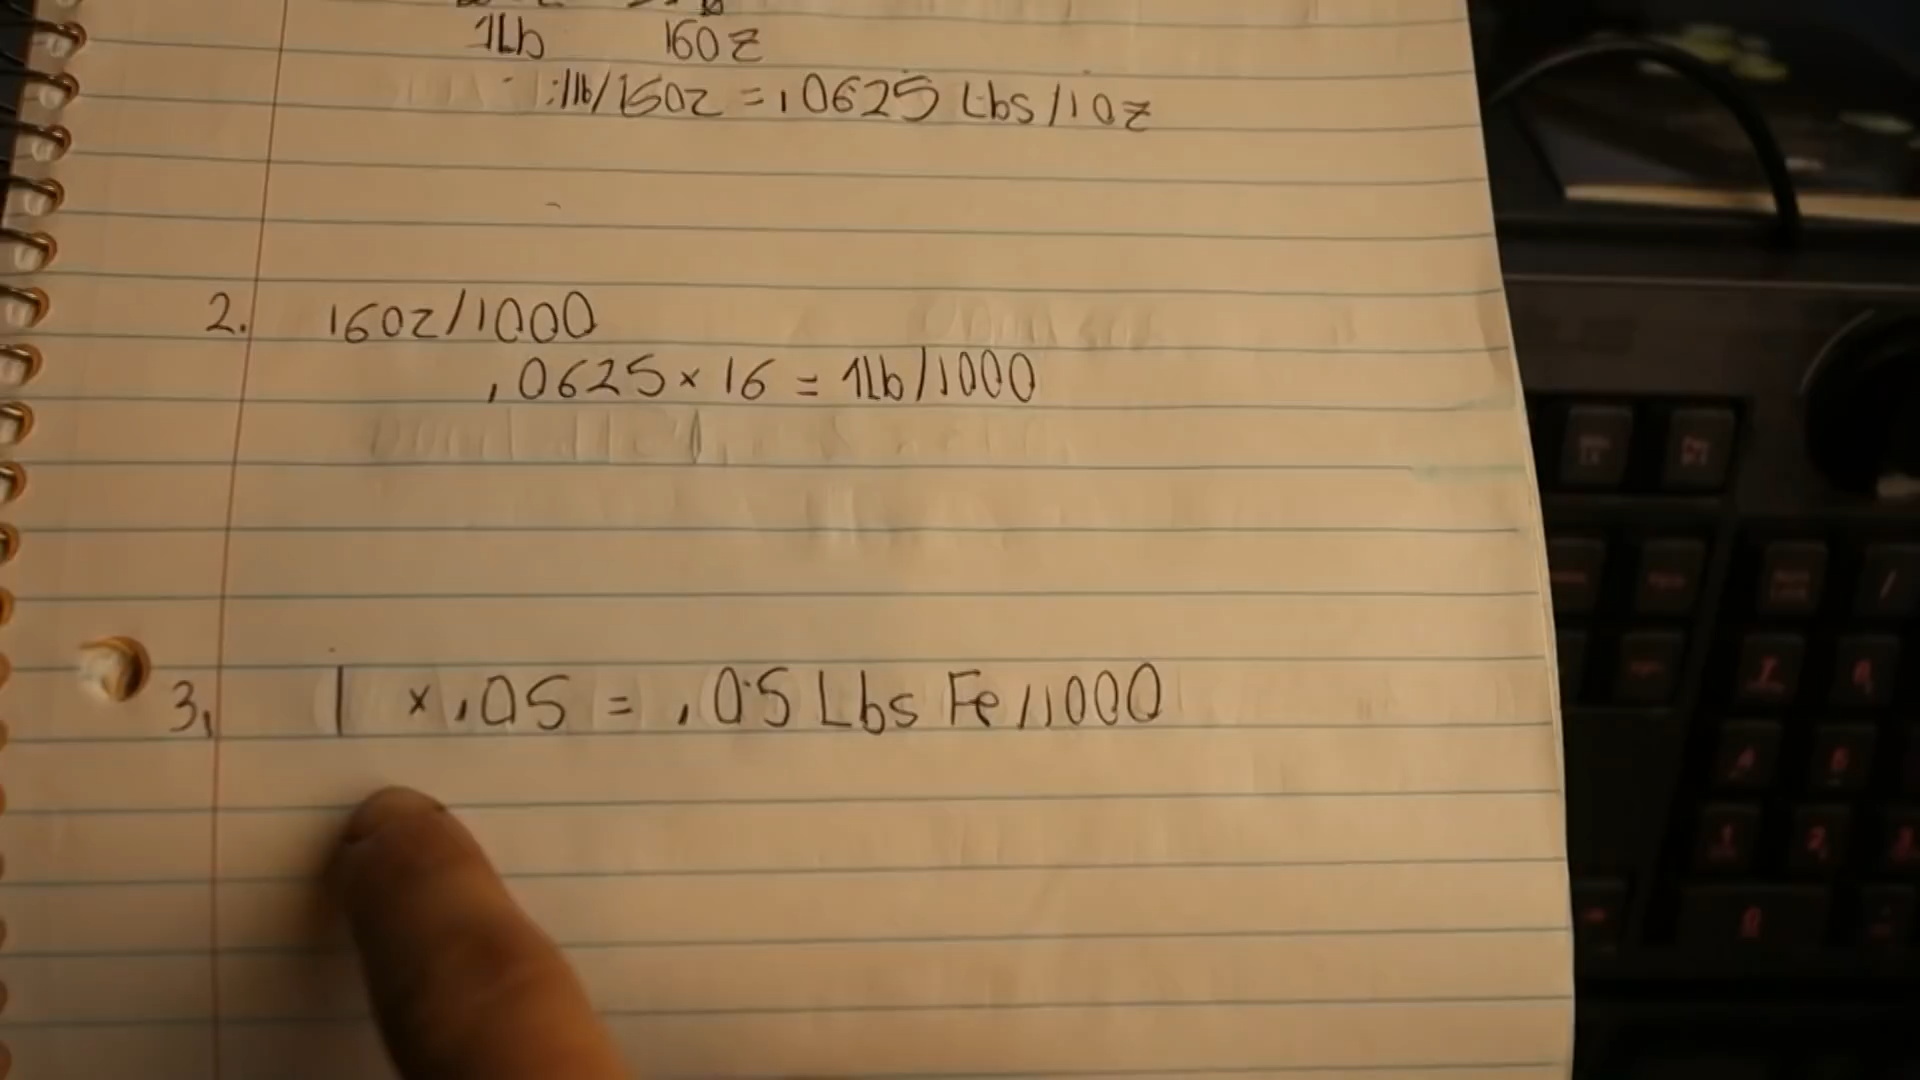 1Lb 16oz
1lb/16oz = .0625 Lbs/1oz
2. 16oz/1000
.0625 × 16 = 1Lb/1000
3. 1 × .05 = .05 Lbs Fe/1000